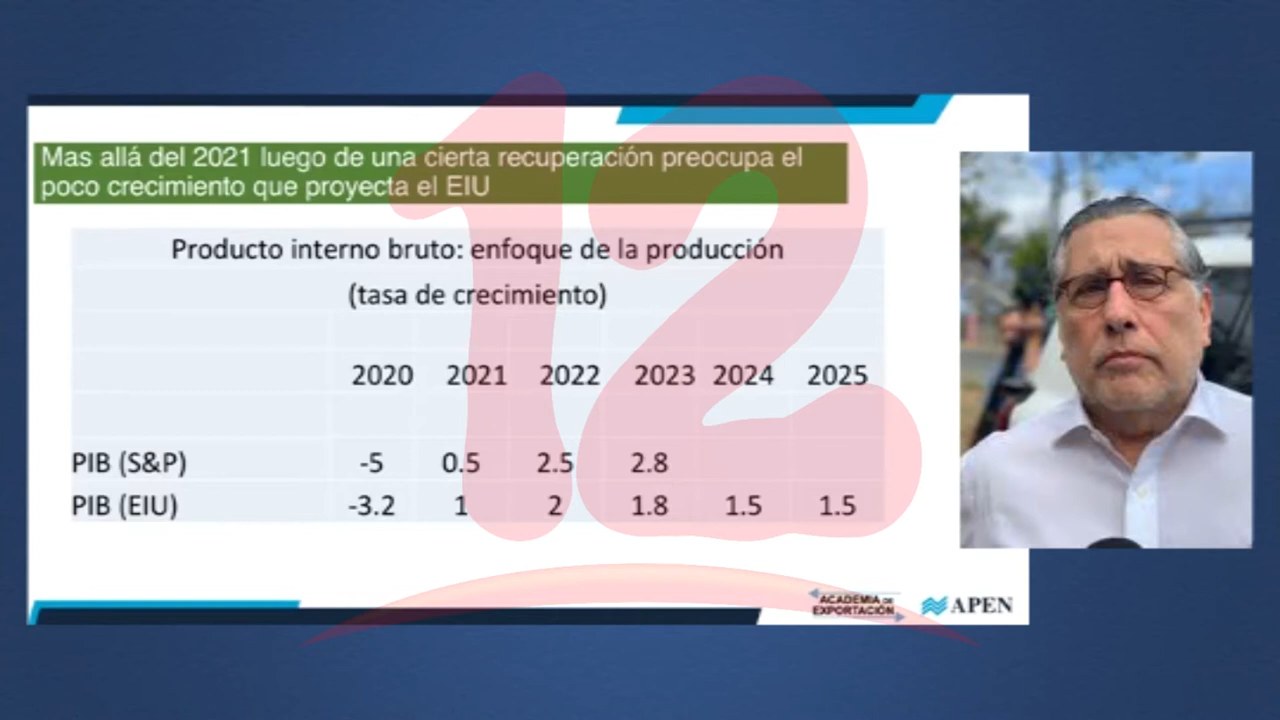 Mas allá del 2021 luego de una cierta recuperación preocupa el
poco crecimiento que proyecta el EIU
Producto interno bruto: enfoque de la producción
(tasa de crecimiento)
2020 2021 2022 2023 2024 2025
PIB (S&P) -5 0.5 2.5 2.8
PIB (EIU) -3.2 1 2 1.8 1.5 1.5
12
ACADEMIA DE
EXPORTACIÓN
APEN